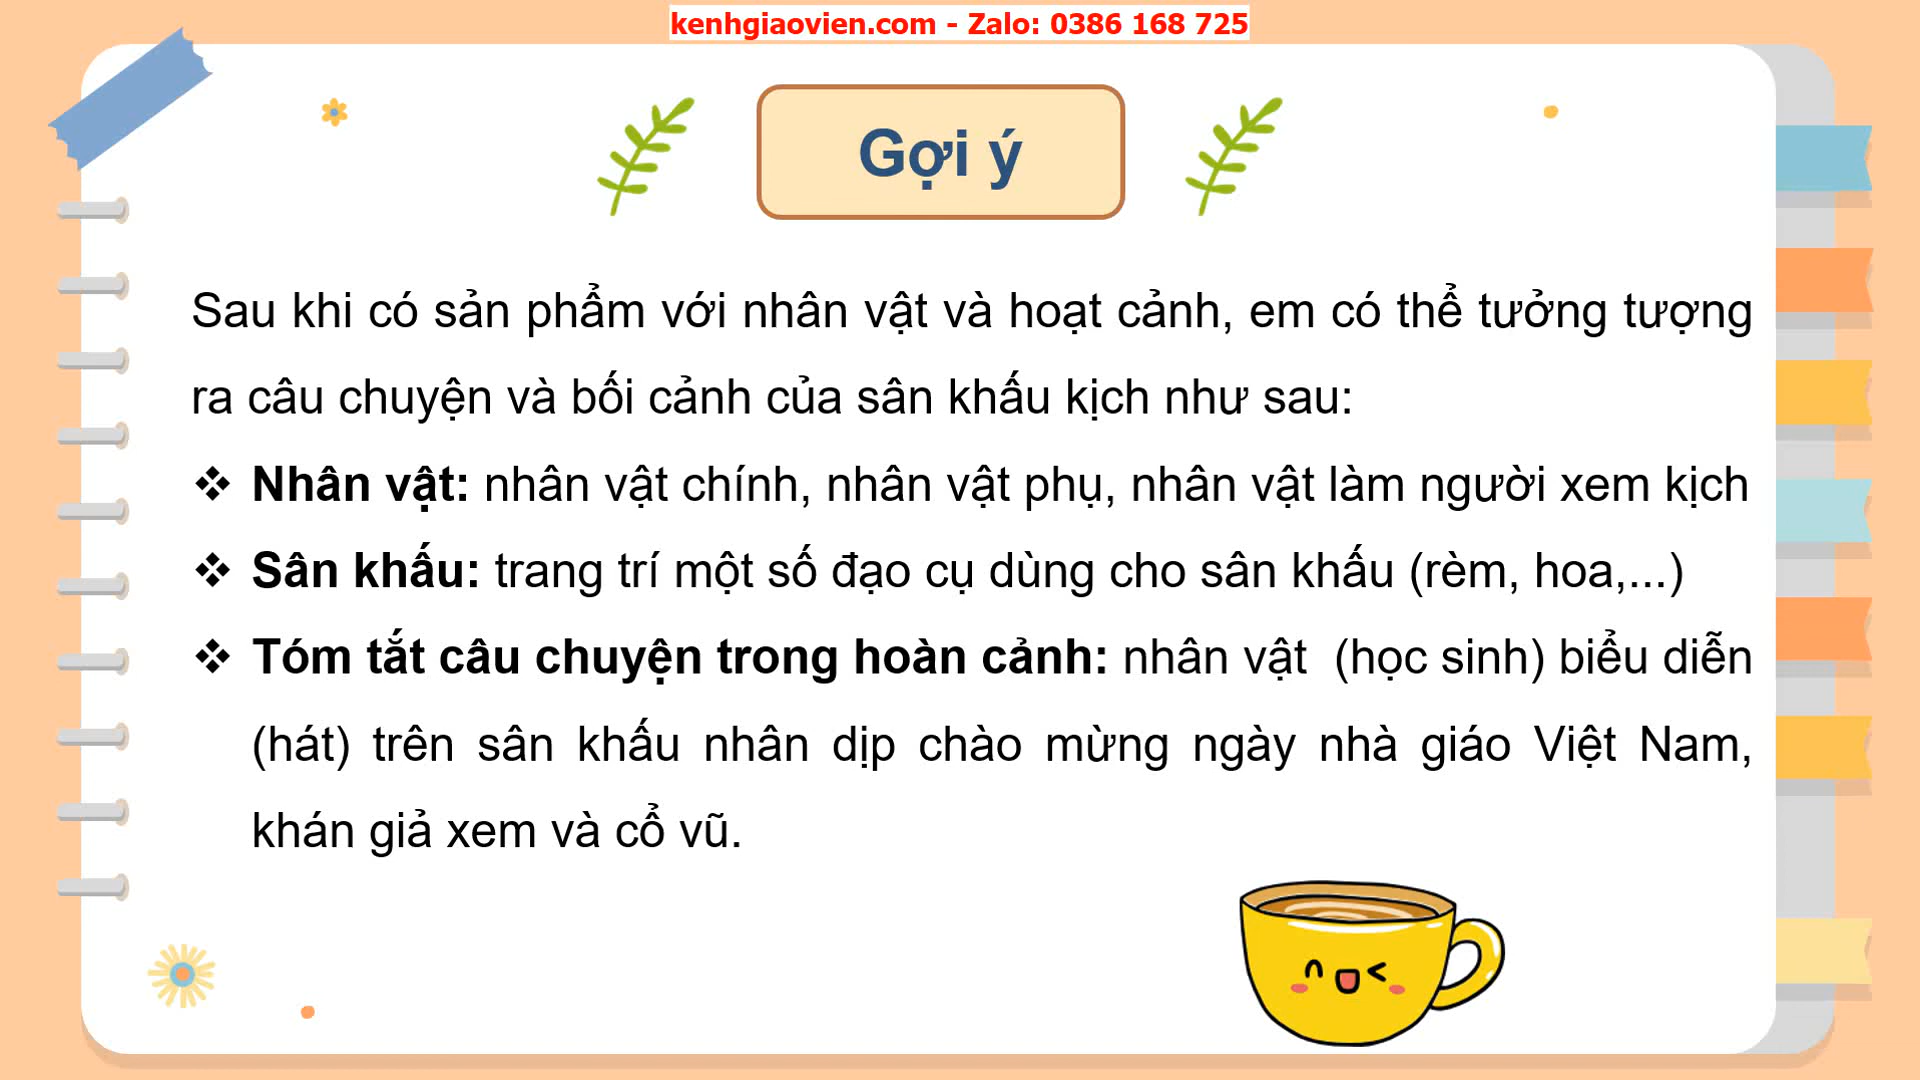 kenhgiaovien.com - Zalo: 0386 168 725
Gợi ý
Sau khi có sản phẩm với nhân vật và hoạt cảnh, em có thể tưởng tượng
ra câu chuyện và bối cảnh của sân khấu kịch như sau:
❖ Nhân vật: nhân vật chính, nhân vật phụ, nhân vật làm người xem kịch
❖ Sân khấu: trang trí một số đạo cụ dùng cho sân khấu (rèm, hoa,...)
❖ Tóm tắt câu chuyện trong hoàn cảnh: nhân vật (học sinh) biểu diễn
(hát) trên sân khấu nhân dịp chào mừng ngày nhà giáo Việt Nam,
khán giả xem và cổ vũ.